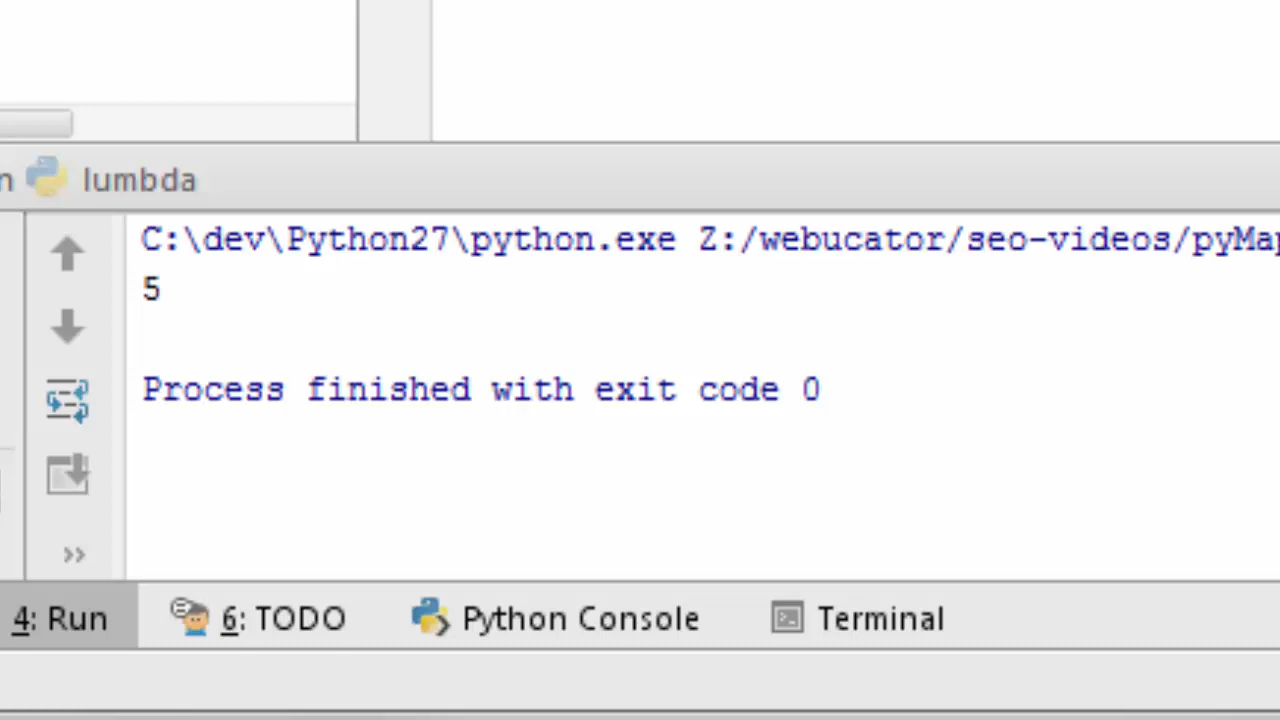 n lumbda
C:\dev\Python27\python.exe Z:/webucator/seo-videos/pyMap
5
Process finished with exit code 0
4: Run 6: TODO Python Console Terminal